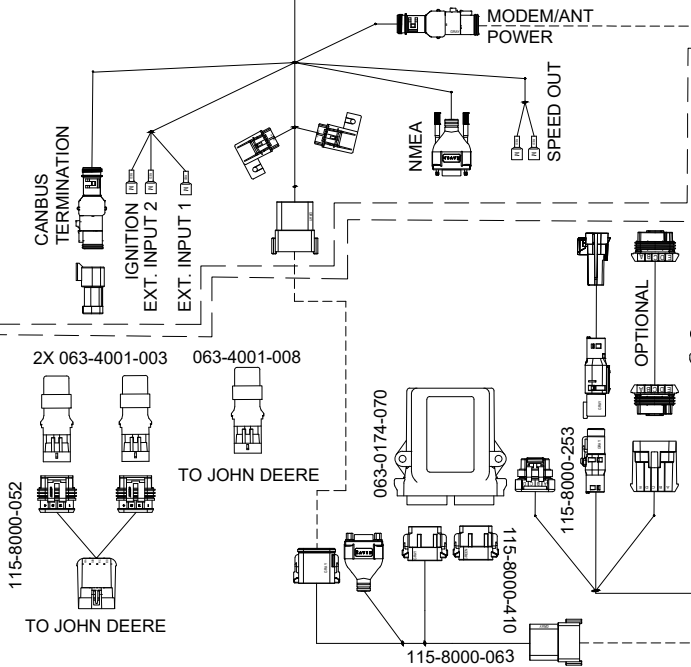 MODEM/ANT
POWER
CANBUS
TERMINATION
IGNITION
EXT. INPUT 2
EXT. INPUT 1
NMEA
SPEED OUT
2X 063-4001-003
063-4001-008
TO JOHN DEERE
115-8000-052
TO JOHN DEERE
063-0174-070
115-8000-253
OPTIONAL
115-8000-410
115-8000-063